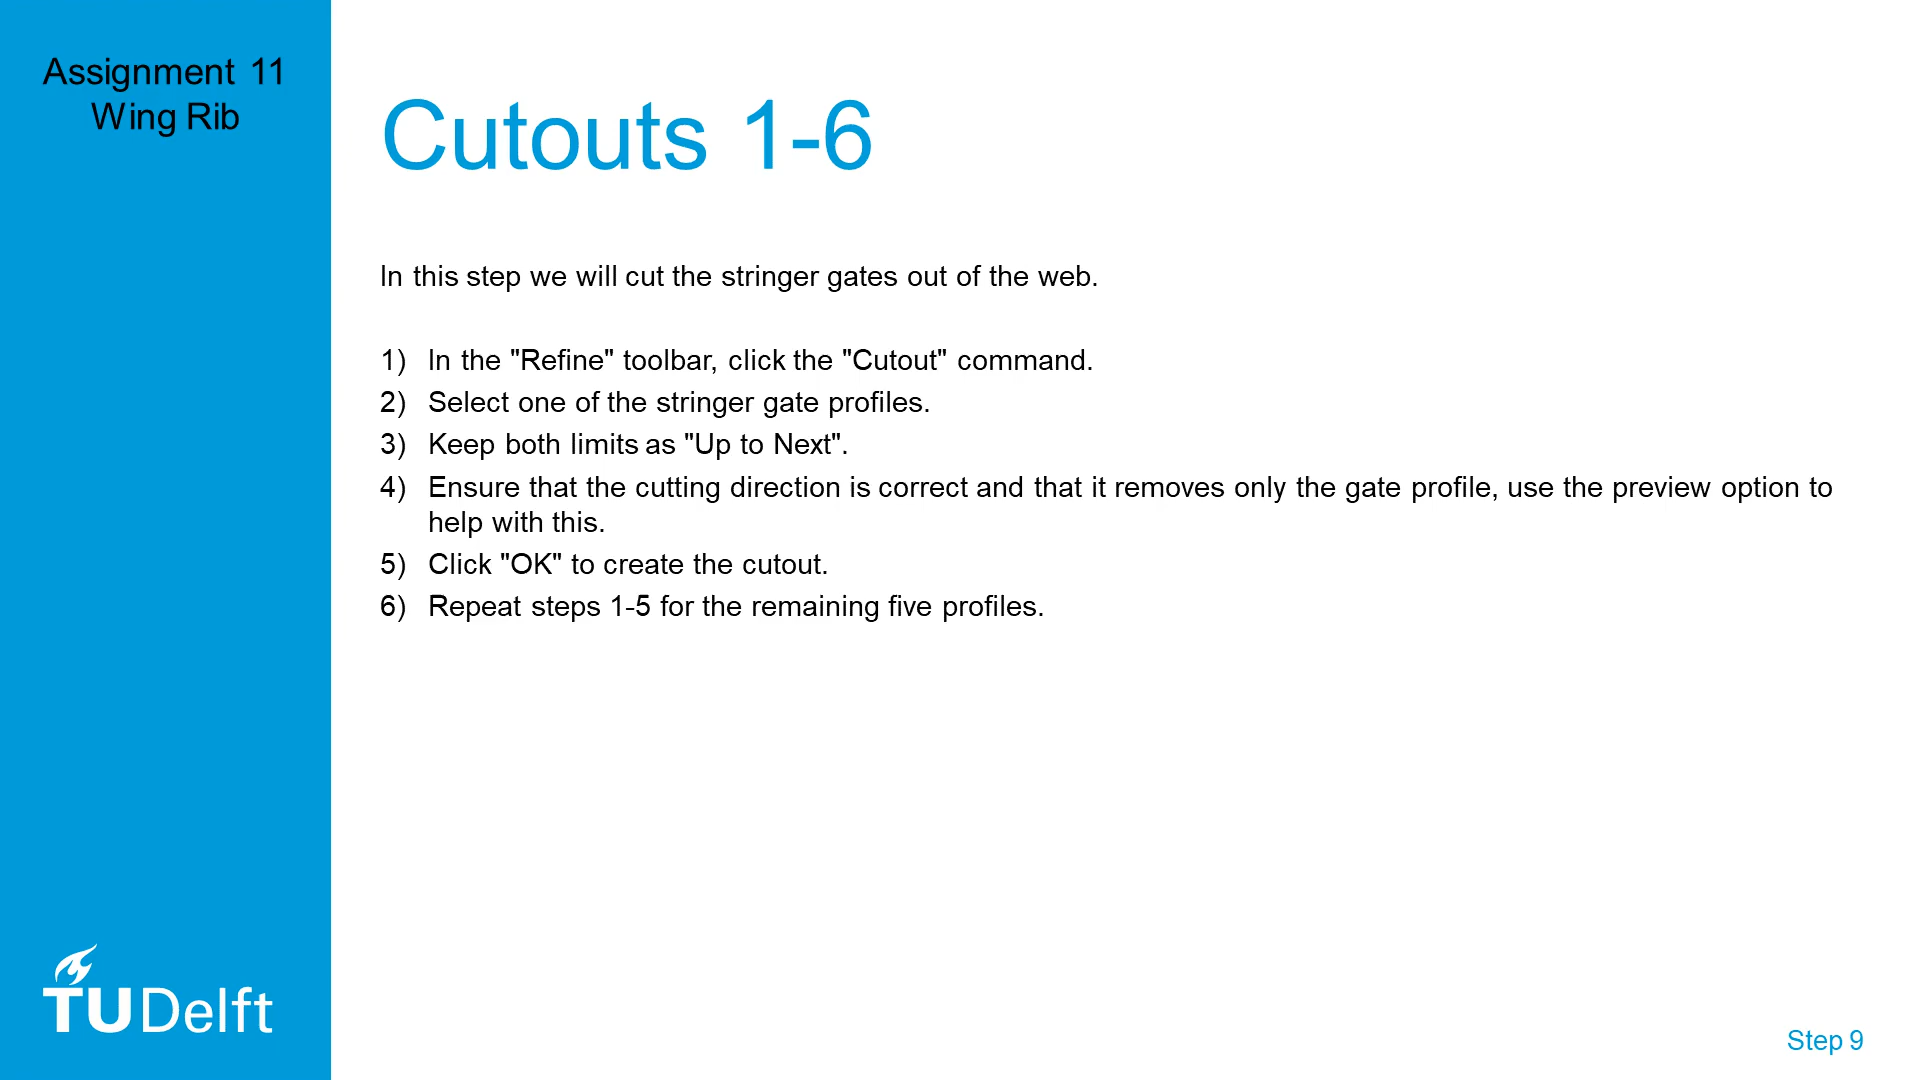 Assignment 11
Wing Rib
Cutouts 1-6
In this step we will cut the stringer gates out of the web.
1) In the "Refine" toolbar, click the "Cutout" command.
2) Select one of the stringer gate profiles.
3) Keep both limits as "Up to Next".
4) Ensure that the cutting direction is correct and that it removes only the gate profile, use the preview option to
help with this.
5) Click "OK" to create the cutout.
6) Repeat steps 1-5 for the remaining five profiles.
TUDelft
Step 9